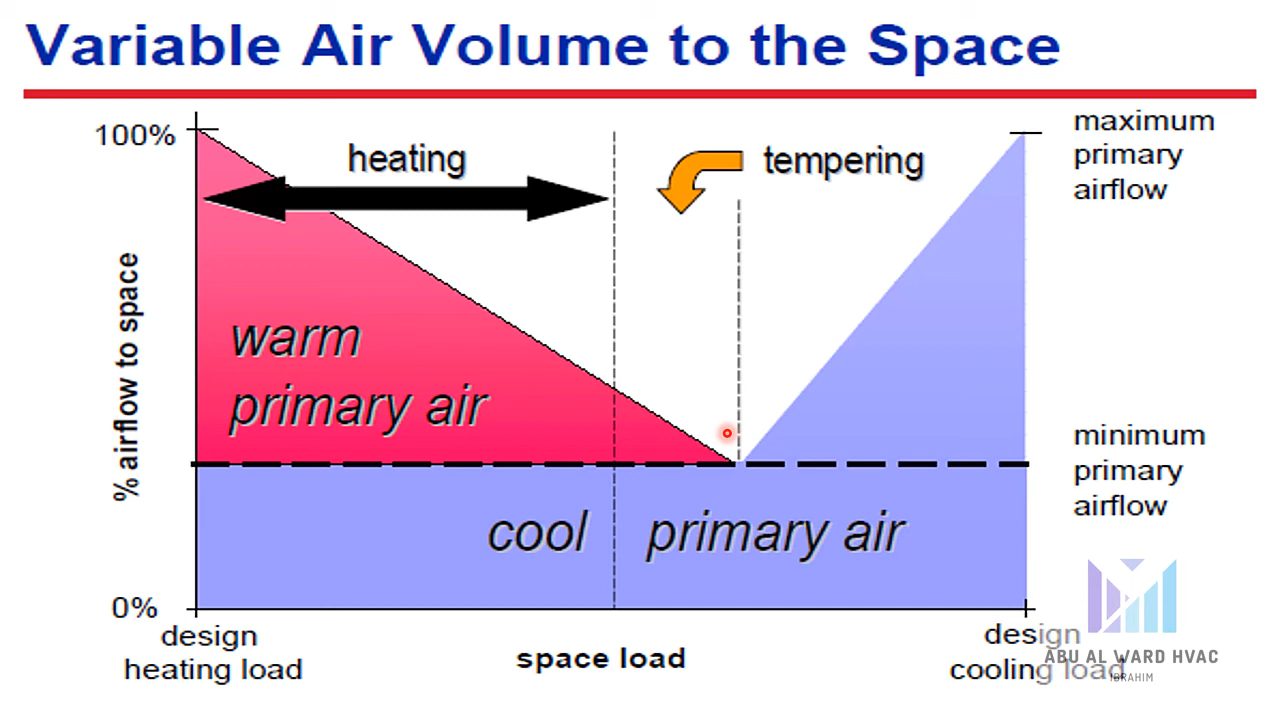 Variable Air Volume to the Space
100%
heating
tempering
maximum
primary
airflow
% airflow to space
warm
primary air
minimum
primary
airflow
cool
primary air
0%
design
heating load
space load
design
cooling load
ABU AL WARD HVAC
IBRAHIM